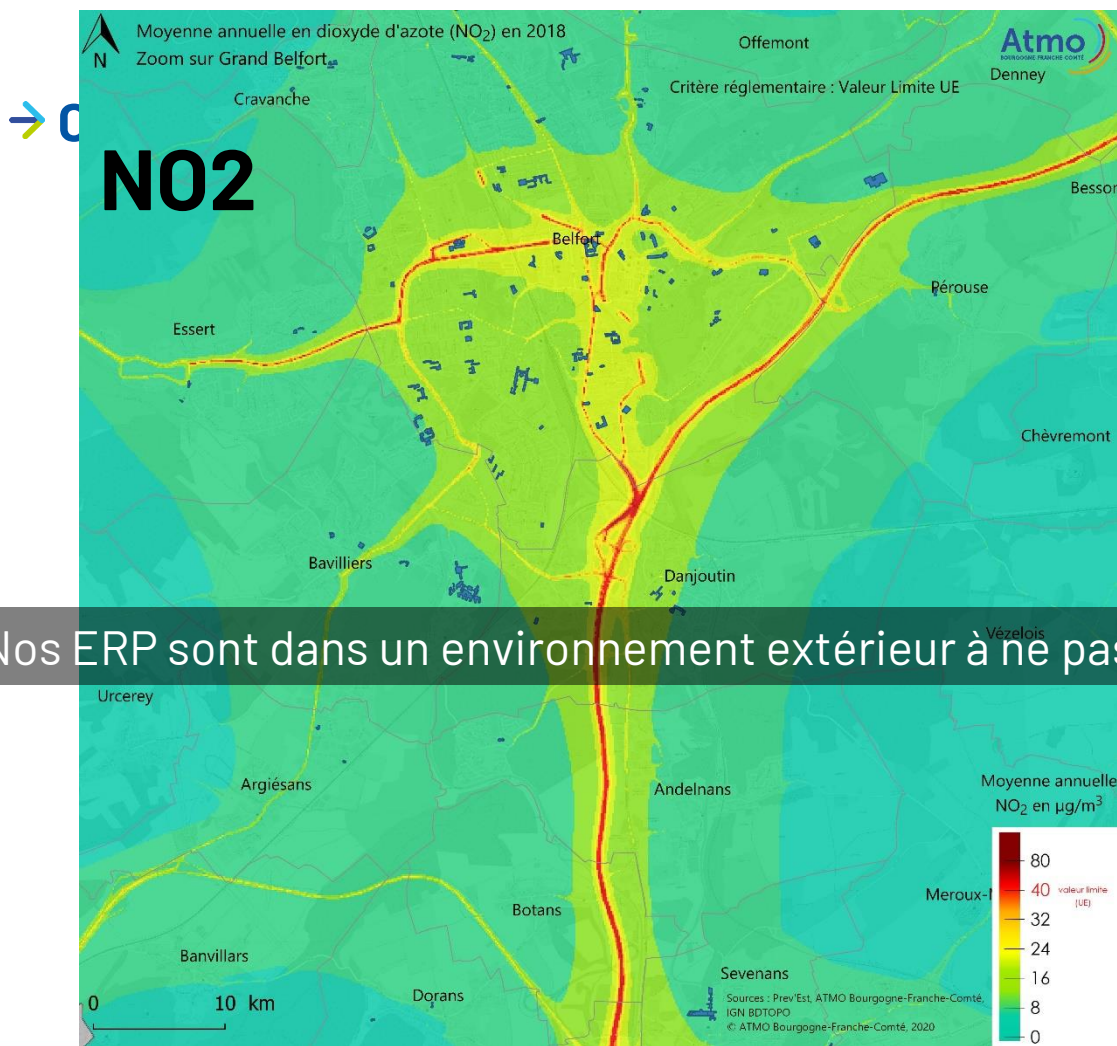 Moyenne annuelle en dioxyde d'azote (NO₂) en 2018
Zoom sur Grand Belfort
N
Offemont
Atmo
BOURGOGNE FRANCHE COMTÉ
Denney
Critère réglementaire : Valeur Limite UE
Cravanche
NO2
Belfort
Pérouse
Essert
Chèvremont
Bavilliers
Danjoutin
Nos ERP sont dans un environnement extérieur à ne pas
Vézelois
Urcerey
Argiésans
Andelnans
Moyenne annuelle
NO₂ en µg/m³
80
40 valeur limite
(UE)
32
24
16
8
0
Botans
Banvillars
Sevenans
Dorans
0 10 km
Sources : Prev'Est, ATMO Bourgogne-Franche-Comté,
IGN BDTOPO
© ATMO Bourgogne-Franche-Comté, 2020